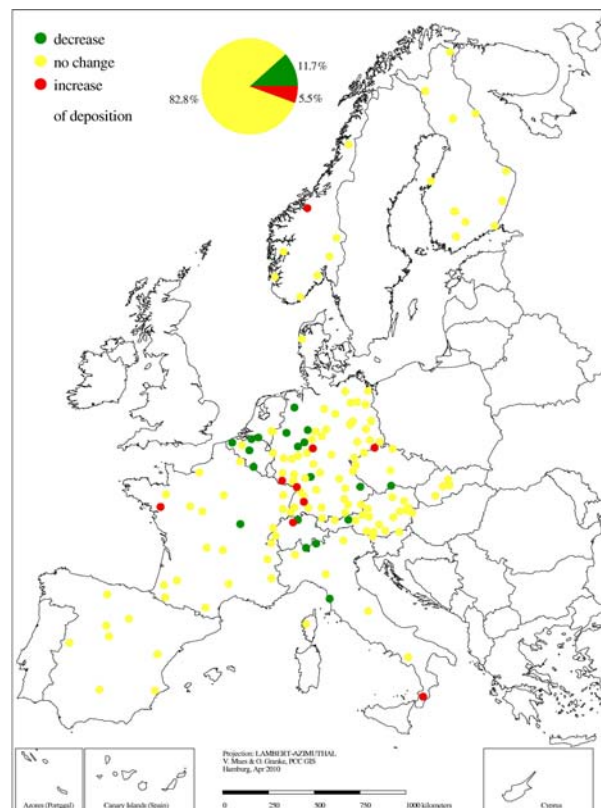 decrease
no change
increase
of deposition
11.7%
82.8%
5.5%
Projection: LAMBERT-AZIMUTHAL
V. Mues & O. Granke, PCC GIS
Hamburg, Apr 2010
0 250 500 750 1000 kilometers
Azores (Portugal)
Canary Islands (Spain)
Cyprus